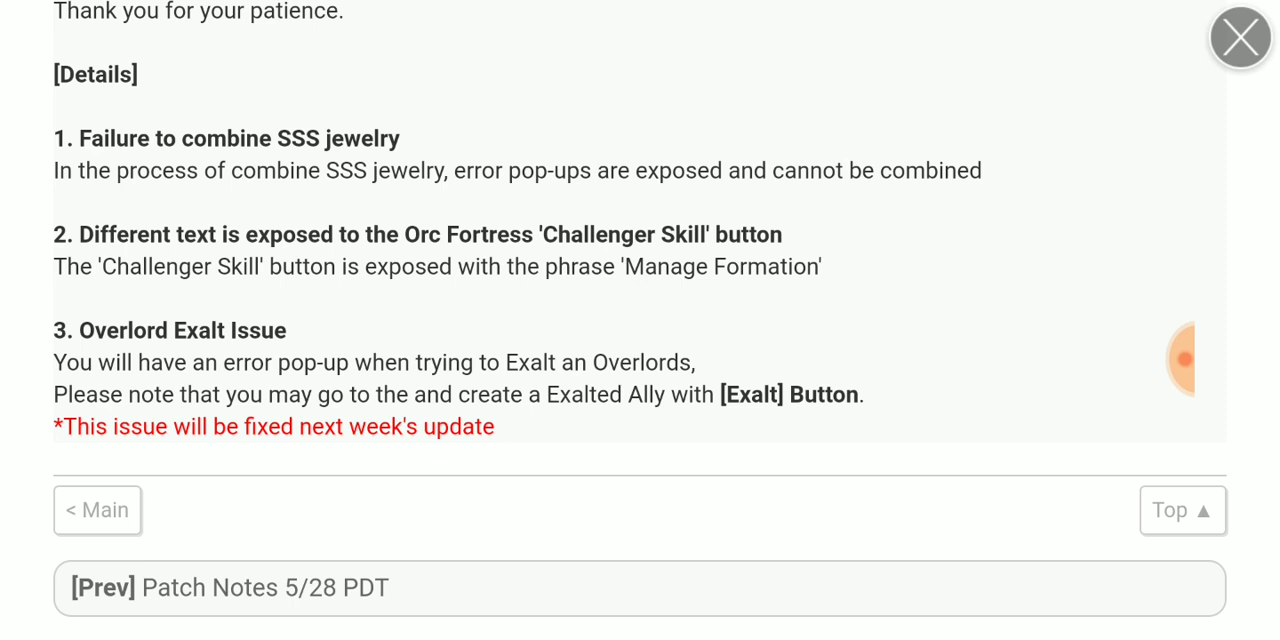 Thank you for your patience.
[Details]
1. Failure to combine SSS jewelry
In the process of combine SSS jewelry, error pop-ups are exposed and cannot be combined
2. Different text is exposed to the Orc Fortress 'Challenger Skill' button
The 'Challenger Skill' button is exposed with the phrase 'Manage Formation'
3. Overlord Exalt Issue
You will have an error pop-up when trying to Exalt an Overlords,
Please note that you may go to the and create a Exalted Ally with [Exalt] Button.
*This issue will be fixed next week's update
< Main
Top ▲
[Prev] Patch Notes 5/28 PDT